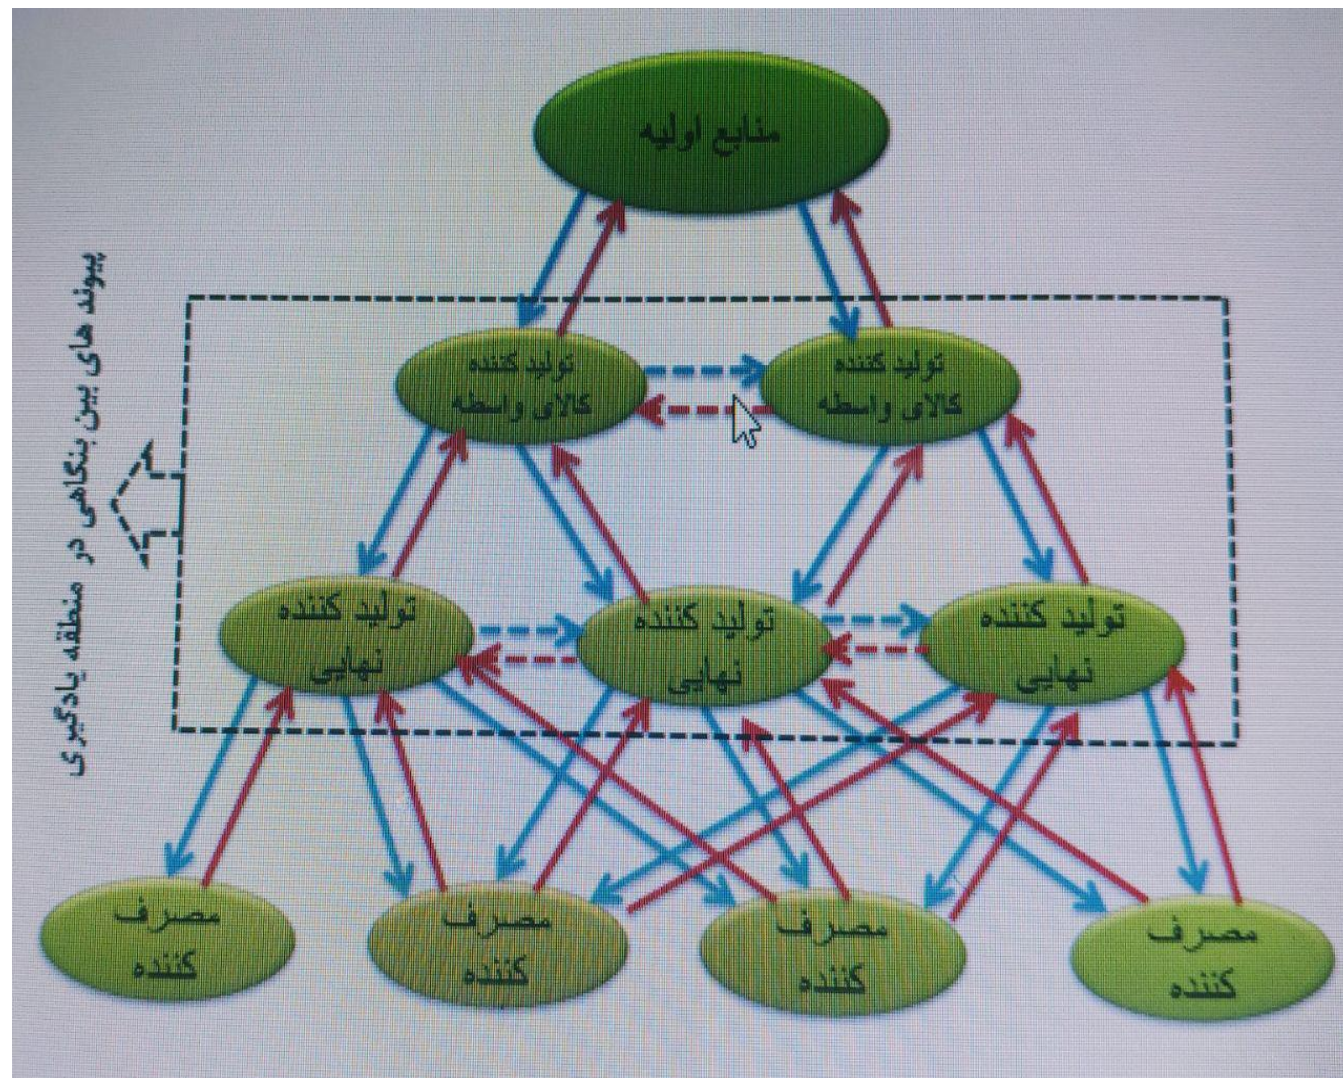 منابع اولیه
تولید کننده
کالای واسطه
تولید کننده
کالای واسطه
تولید کننده
نهایی
تولید کننده
نهایی
تولید کننده
نهایی
مصرف
کننده
مصرف
کننده
مصرف
کننده
مصرف
کننده
پیوند های بین بنگاهی در منطقه یادگیری